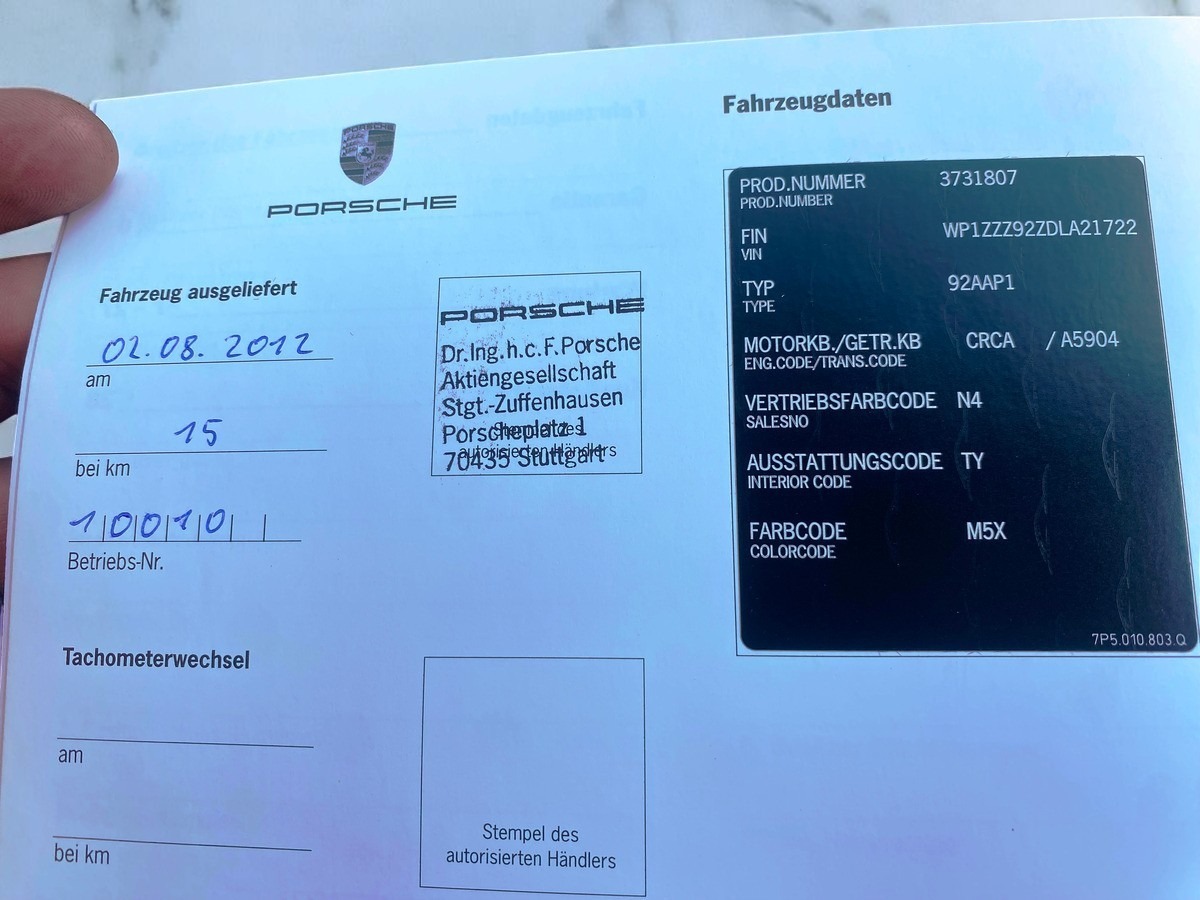 PORSCHE
PORSCHE
Fahrzeug ausgeliefert
02.08.2012
am
15
bei km
10010
Betriebs-Nr.
PORSCHE
Dr.Ing.h.c.F.Porsche
Aktiengesellschaft
Stgt.-Zuffenhausen
Porscheplatz 1
Stempel des
autorisierten Händlers
70435 Stuttgart
Tachometerwechsel
am
bei km
Stempel des
autorisierten Händlers
Fahrzeugdaten
PROD.NUMMER 3731807
PROD.NUMBER
FIN WP1ZZZ92ZDLA21722
VIN
TYP 92AAP1
TYPE
MOTORKB./GETR.KB CRCA / A5904
ENG.CODE/TRANS.CODE
VERTRIEBSFARBCODE N4
SALESNO
AUSSTATTUNGSCODE TY
INTERIOR CODE
FARBCODE M5X
COLORCODE
7P5.010.803.Q